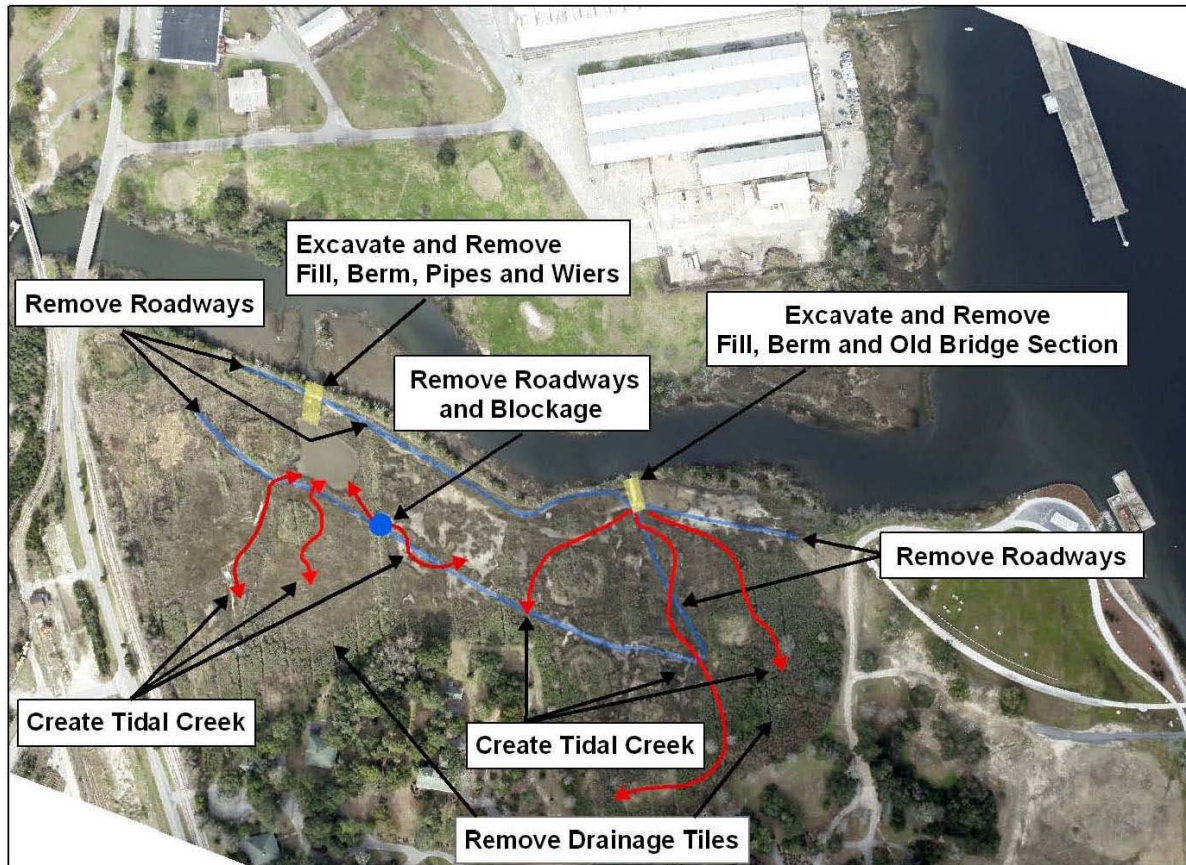 Excavate and Remove
Fill, Berm, Pipes and Wiers
Remove Roadways
Excavate and Remove
Fill, Berm and Old Bridge Section
Remove Roadways
and Blockage
Remove Roadways
Create Tidal Creek
Create Tidal Creek
Remove Drainage Tiles